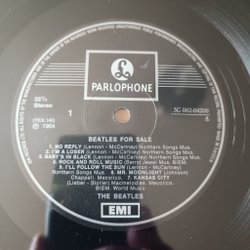 PARLOPHONE
33⅓
Stereo
1
5C 062-04200
A
(YEX.142)
℗ 1964
BEATLES FOR SALE
1. NO REPLY (Lennon - McCartney) Northern Songs Mus.
2. I'M A LOSER (Lennon - McCartney) Northern Songs Mus.
3. BABY'S IN BLACK (Lennon - McCartney) Northern Songs Mus.
4. ROCK AND ROLL MUSIC (Berry) Jewel Mus. BIEM.
5. I'LL FOLLOW THE SUN (Lennon - McCartney)
Northern Songs Mus. 6. MR. MOONLIGHT (Johnson)
Chappell, Mecolico. 7. KANSAS CITY
(Lieber - Stoller) Macmelodies, Mecolico.
BIEM. World Music
THE BEATLES
EMI